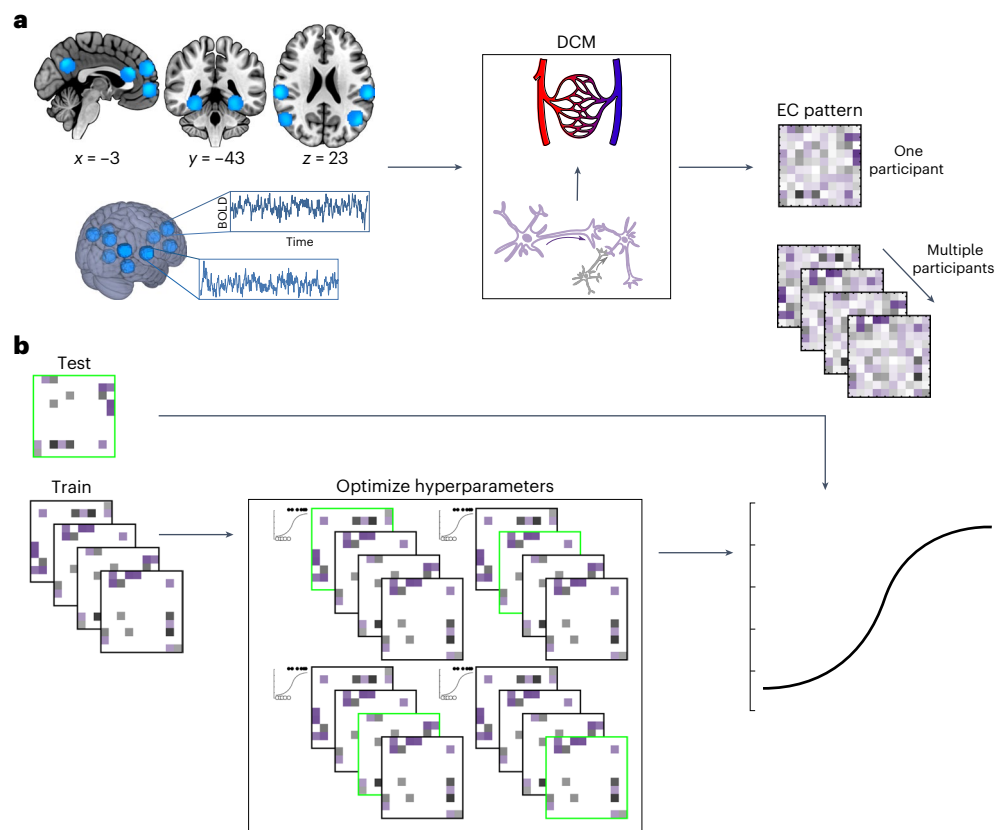 a
DCM
EC pattern
One
participant
x = −3
y = −43
z = 23
BOLD
Time
Multiple
participants
b
Test
Train
Optimize hyperparameters